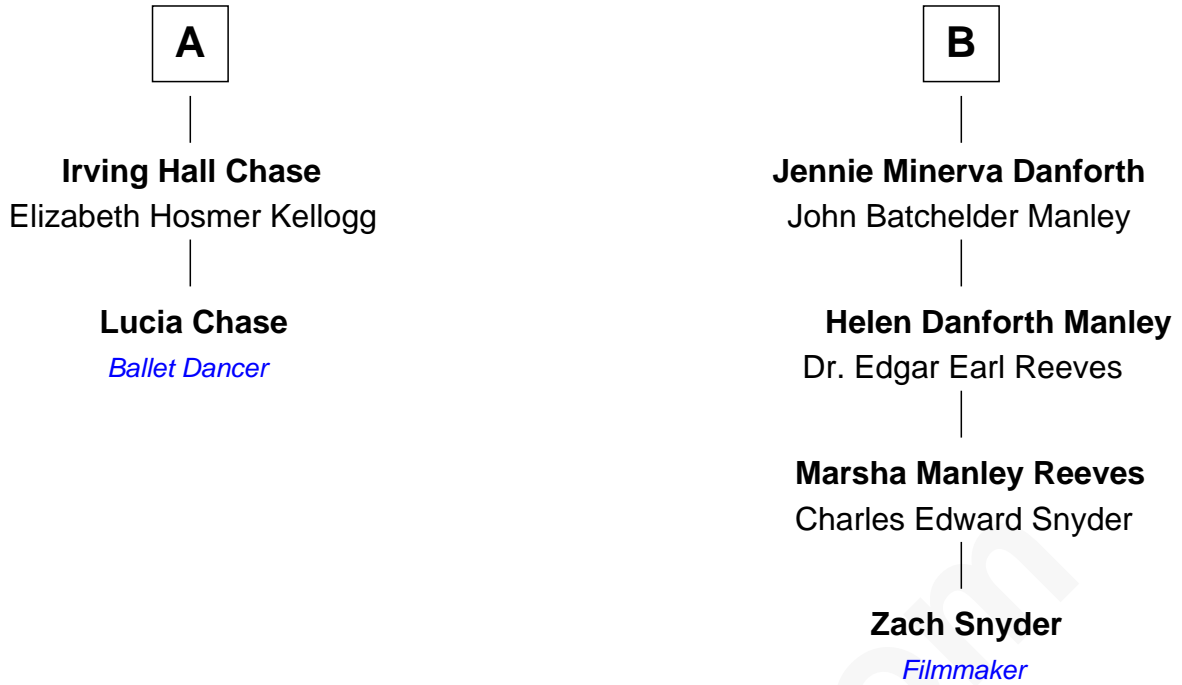 A
Irving Hall Chase
Elizabeth Hosmer Kellogg
Lucia Chase
Ballet Dancer
B
Jennie Minerva Danforth
John Batchelder Manley
Helen Danforth Manley
Dr. Edgar Earl Reeves
Marsha Manley Reeves
Charles Edward Snyder
Zach Snyder
Filmmaker